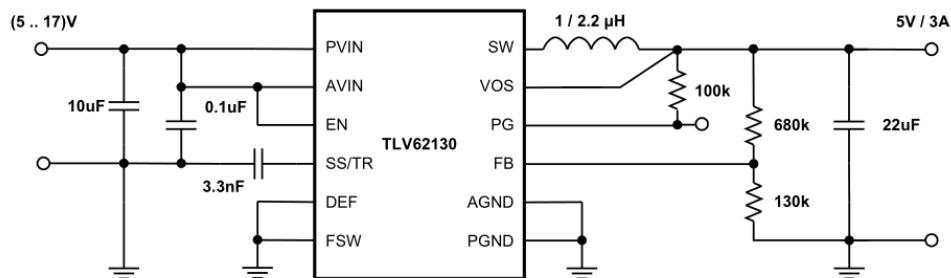 (5 .. 17)V
1 / 2.2 µH
5V / 3A
PVIN
SW
AVIN
VOS
10uF
0.1uF
100k
EN
PG
680k
22uF
TLV62130
SS/TR
FB
3.3nF
DEF
AGND
130k
FSW
PGND